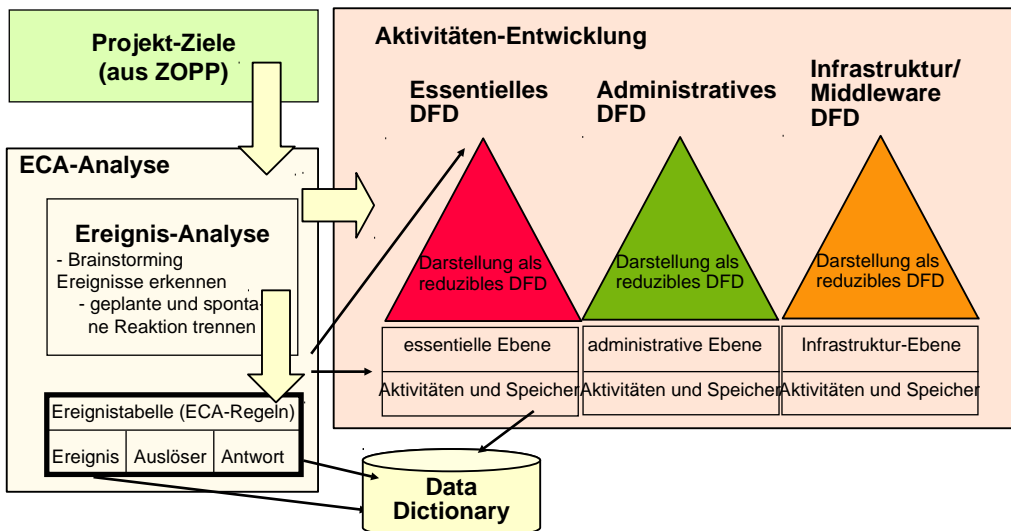 Projekt-Ziele
(aus ZOPP)
ECA-Analyse
Ereignis-Analyse
- Brainstorming
Ereignisse erkennen
- geplante und sponta-
ne Reaktion trennen
Ereignistabelle (ECA-Regeln)
Ereignis Auslöser Antwort
Aktivitäten-Entwicklung
Essentielles
DFD
Administratives
DFD
Infrastruktur/
Middleware
DFD
Darstellung als
reduzibles DFD
Darstellung als
reduzibles DFD
Darstellung als
reduzibles DFD
essentielle Ebene administrative Ebene Infrastruktur-Ebene
Aktivitäten und Speicher Aktivitäten und Speicher Aktivitäten und Speicher
Data
Dictionary